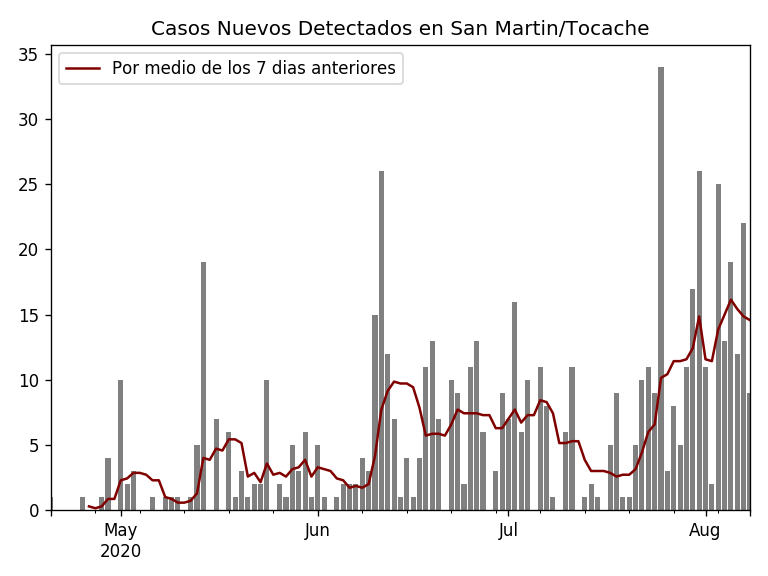 Casos Nuevos Detectados en San Martin/Tocache
Por medio de los 7 dias anteriores
35
30
25
20
15
10
5
0
May
2020
Jun
Jul
Aug